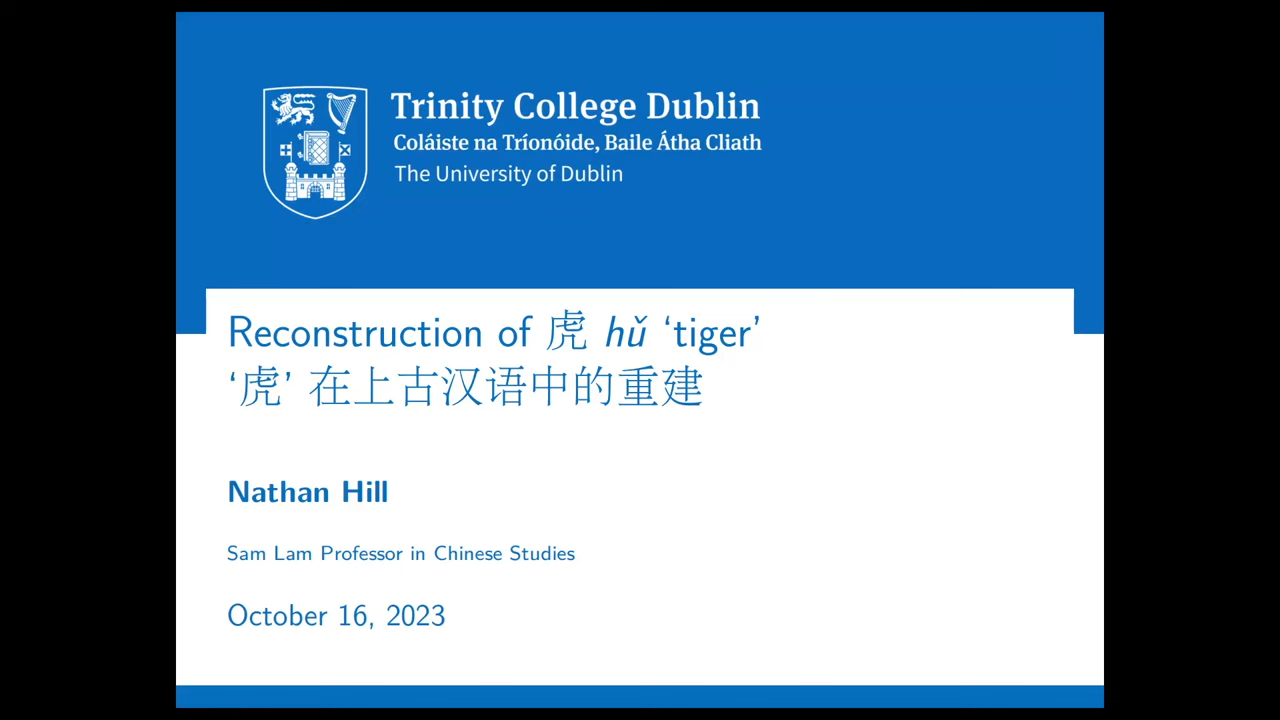 Trinity College Dublin
Coláiste na Tríonóide, Baile Átha Cliath
The University of Dublin
Reconstruction of 虎 hǔ ‘tiger’
‘虎’ 在上古汉语中的重建
Nathan Hill
Sam Lam Professor in Chinese Studies
October 16, 2023